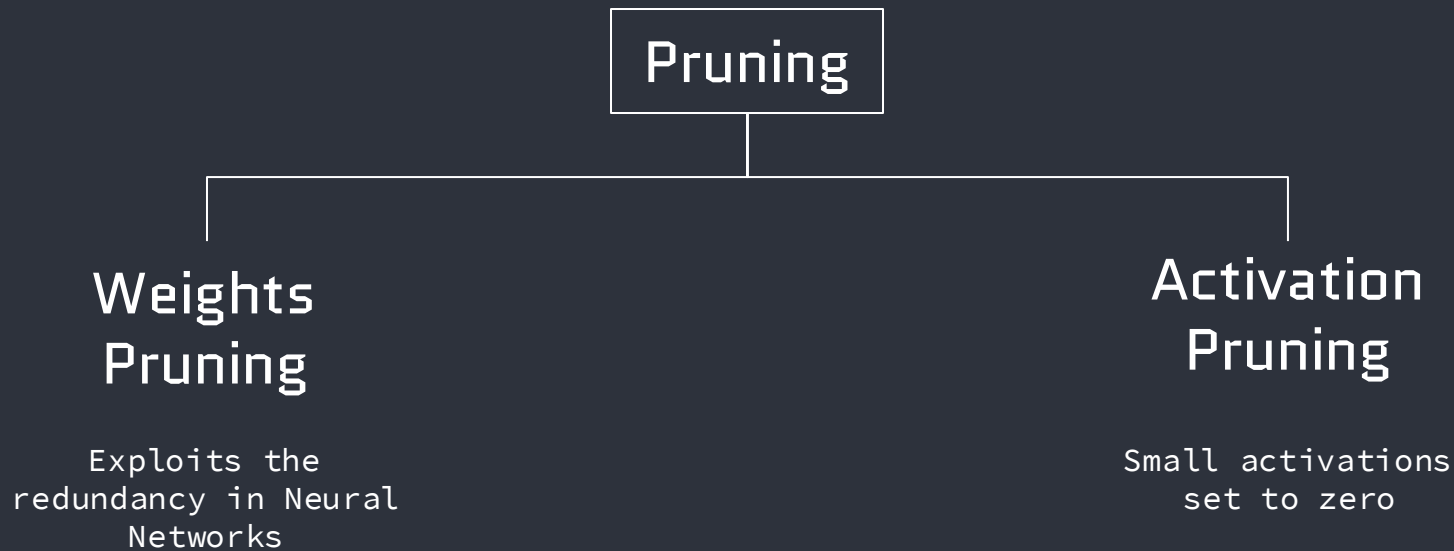 Pruning
Weights
Pruning
Exploits the
redundancy in Neural
Networks
Activation
Pruning
Small activations
set to zero